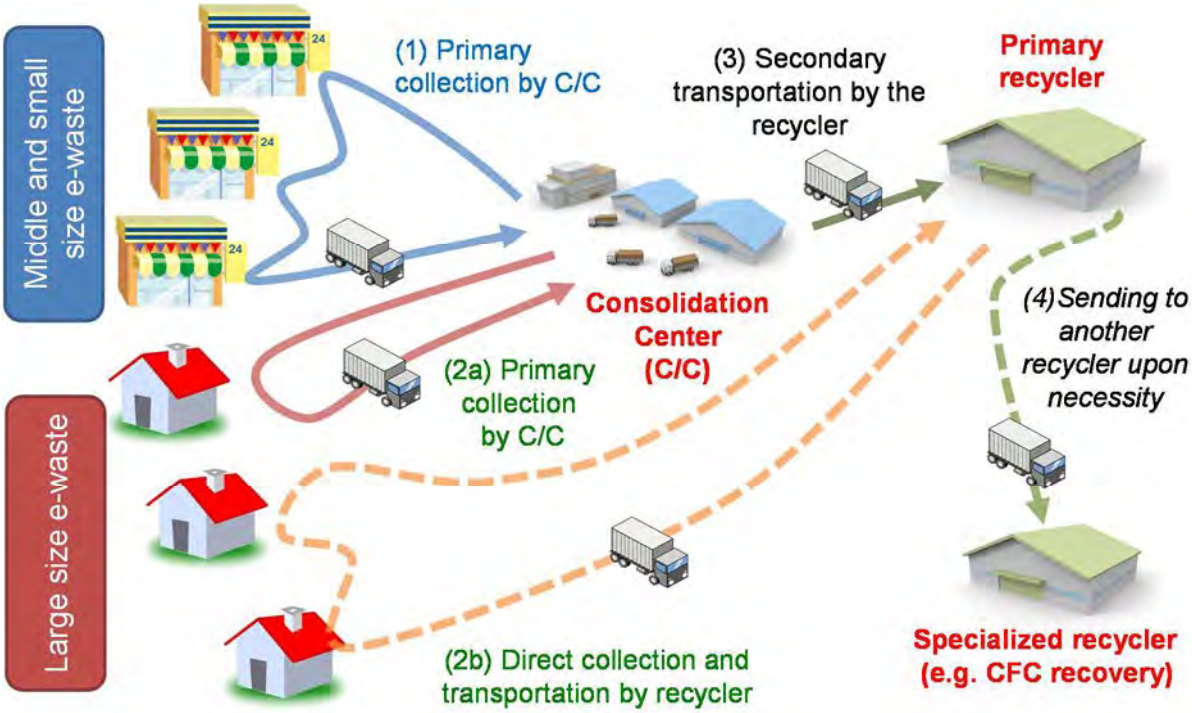 Middle and small
size e-waste
24
24
24
(1) Primary
collection by C/C
(3) Secondary
transportation by the
recycler
Primary
recycler
Consolidation
Center
(C/C)
(4)Sending to
another
recycler upon
necessity
Large size e-waste
(2a) Primary
collection
by C/C
(2b) Direct collection and
transportation by recycler
Specialized recycler
(e.g. CFC recovery)